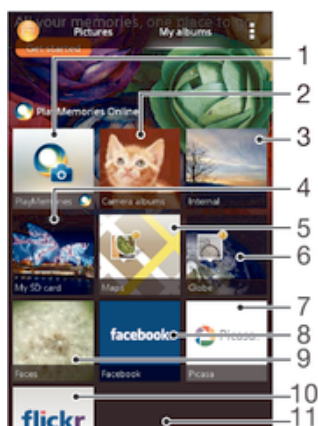 All your memories, one place to
Pictures My albums
Get started
PlayMemories Online
1
2
3
PlayMemories Camera albums Internal
4
5
6
My SD card Maps Globe
7
facebook Picasa
8
9
Faces Facebook Picasa
10
flickr
11